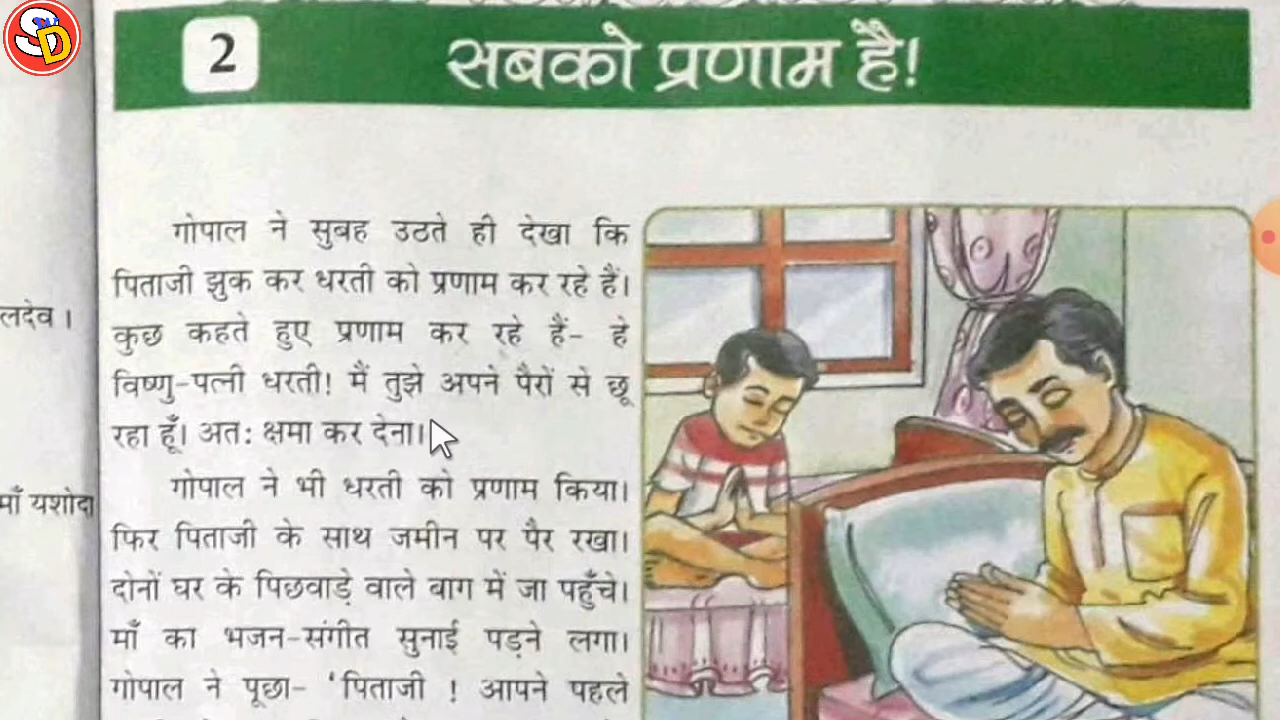 SD
2
सबको प्रणाम है!
गोपाल ने सुबह उठते ही देखा कि
पिताजी झुक कर धरती को प्रणाम कर रहे हैं।
कुछ कहते हुए प्रणाम कर रहे हैं- हे
विष्णु-पत्नी धरती! मैं तुझे अपने पैरों से छू
रहा हूँ। अत: क्षमा कर देना।
गोपाल ने भी धरती को प्रणाम किया।
फिर पिताजी के साथ जमीन पर पैर रखा।
दोनों घर के पिछवाड़े वाले बाग में जा पहुँचे।
माँ का भजन-संगीत सुनाई पड़ने लगा।
गोपाल ने पूछा- 'पिताजी ! आपने पहले
लदेव।
माँ यशोदा